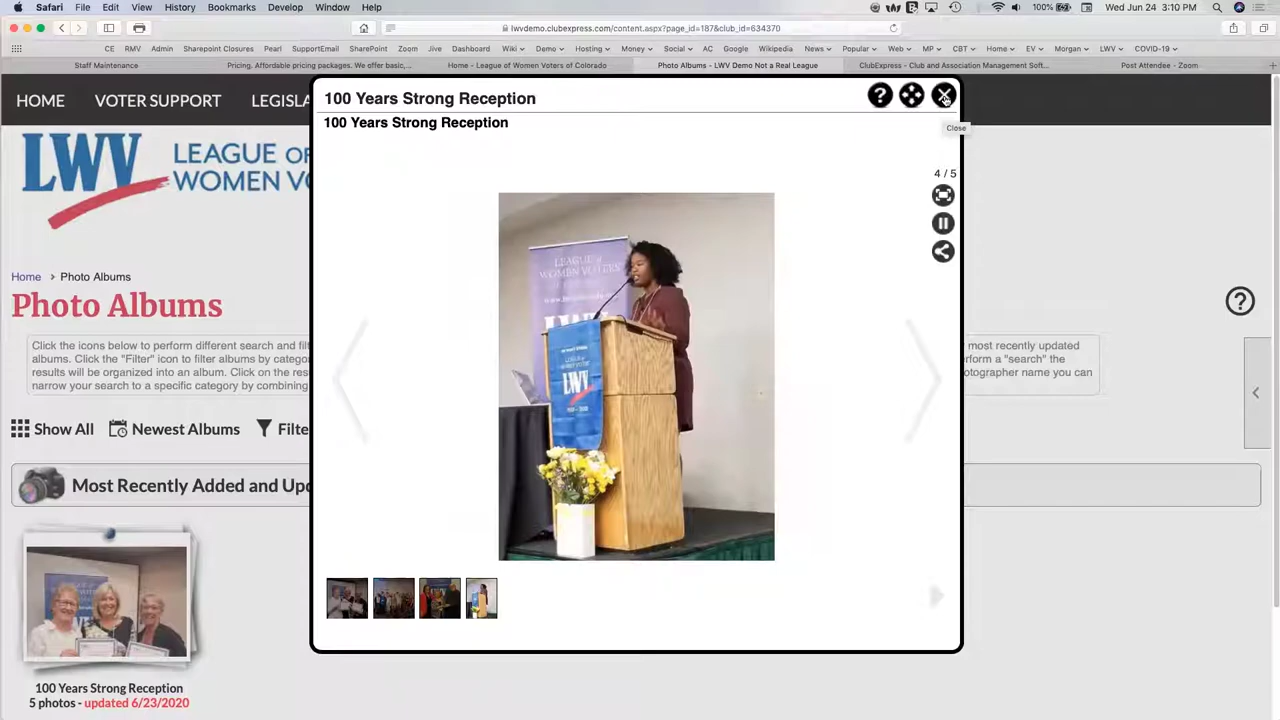 Safari File Edit View History Bookmarks Develop Window Help 100% Wed Jun 24 3:10 PM
lwvdemo.clubexpress.com/content.aspx?page_id=187&club_id=634370
CE RMV Admin Sharepoint Closures Pearl SupportEmail SharePoint Zoom Jive Dashboard Wiki Demo Hosting Money Social AC Google Wikipedia News Popular Web MP CBT Home EV Morgan LWV COVID-19
Staff Maintenance Pricing. Affordable pricing packages. We offer basic,... Home - League of Women Voters of Colorado Photo Albums - LWV Demo Not a Real League ClubExpress - Club and Association Management Soft... Post Attendee - Zoom
HOME VOTER SUPPORT LEGISLA
100 Years Strong Reception
100 Years Strong Reception
Close
4 / 5
LWV LEAGUE OF
WOMEN VO
LEAGUE of
WOMEN VOTERS
LWV
LWV
Home > Photo Albums
Photo Albums
Click the icons below to perform different search and filt
most recently updated
albums. Click the "Filter" icon to filter albums by catego
rform a "search" the
results will be organized into an album. Click on the res
otographer name you can
narrow your search to a specific category by combining
Show All Newest Albums Filte
Most Recently Added and Upd
100 Years Strong Reception
5 photos - updated 6/23/2020